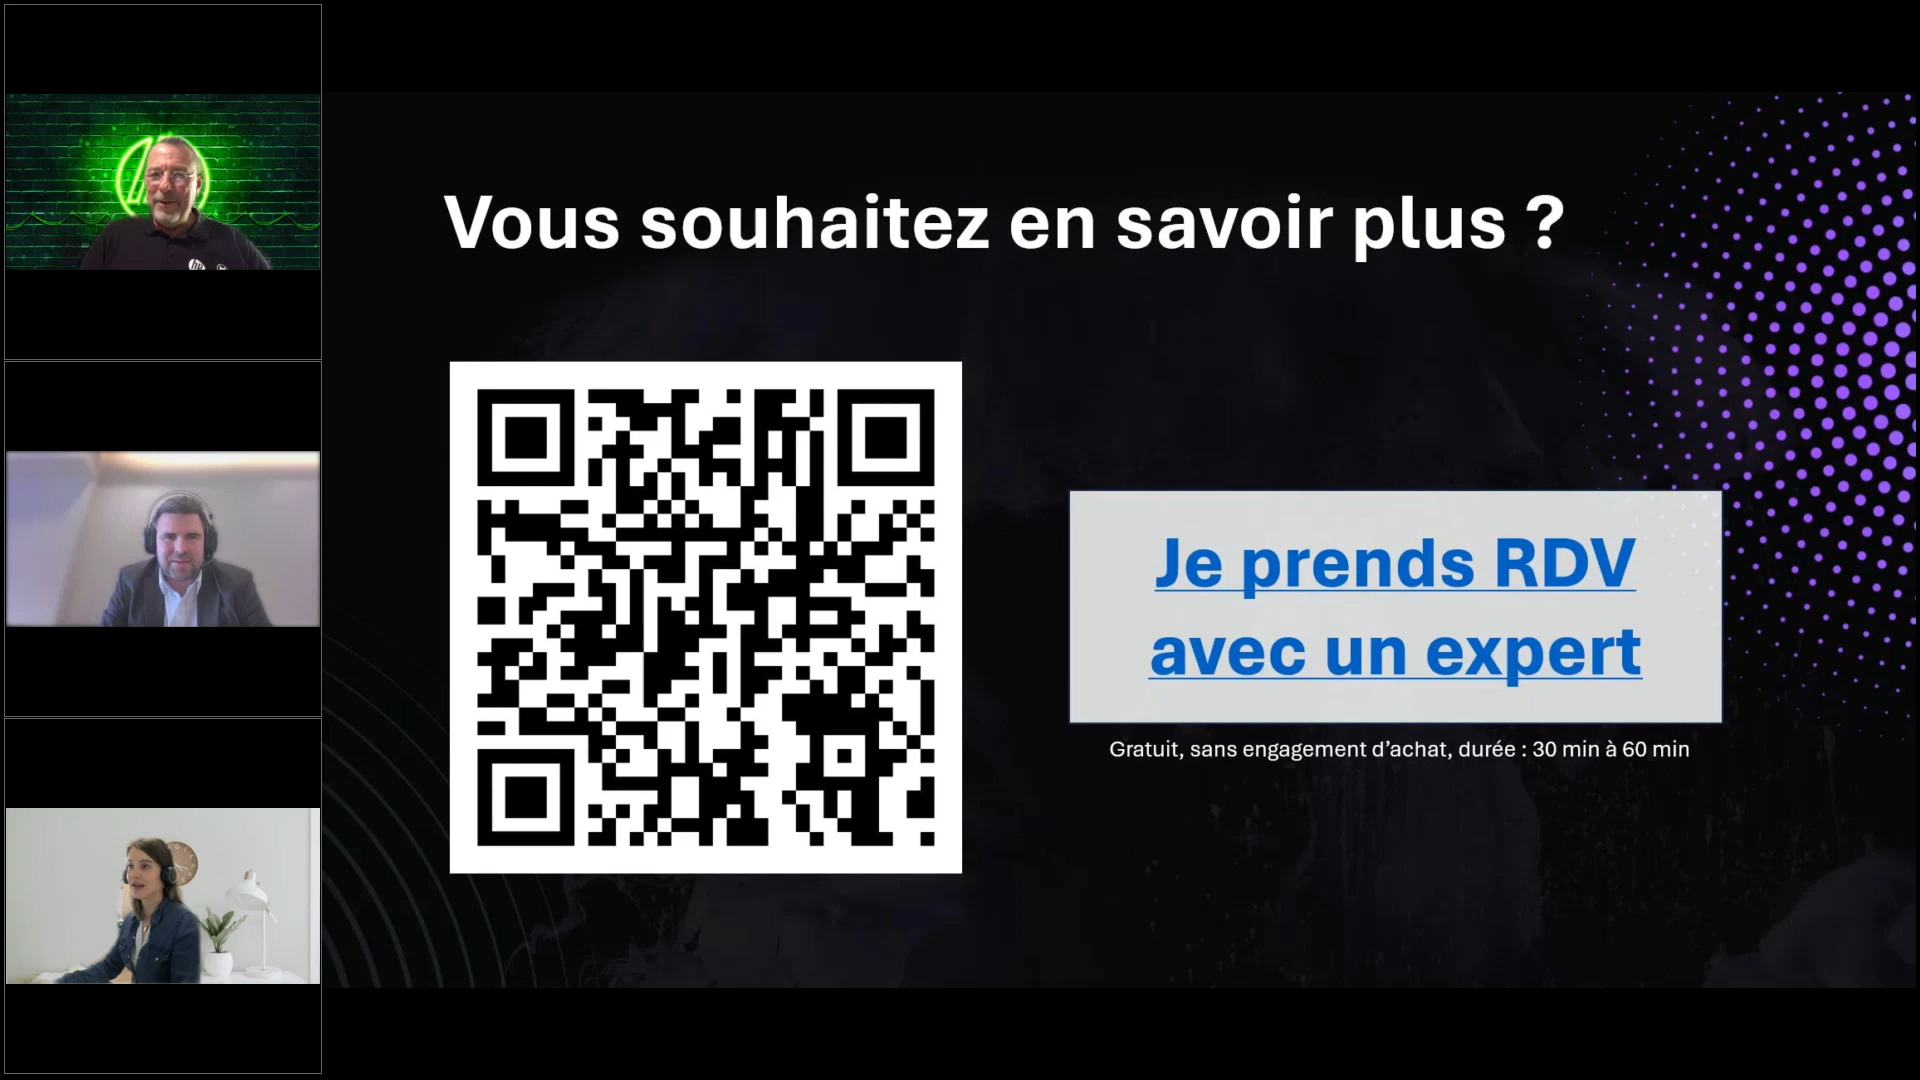 Vous souhaitez en savoir plus ?
Je prends RDV
avec un expert
Gratuit, sans engagement d’achat, durée : 30 min à 60 min